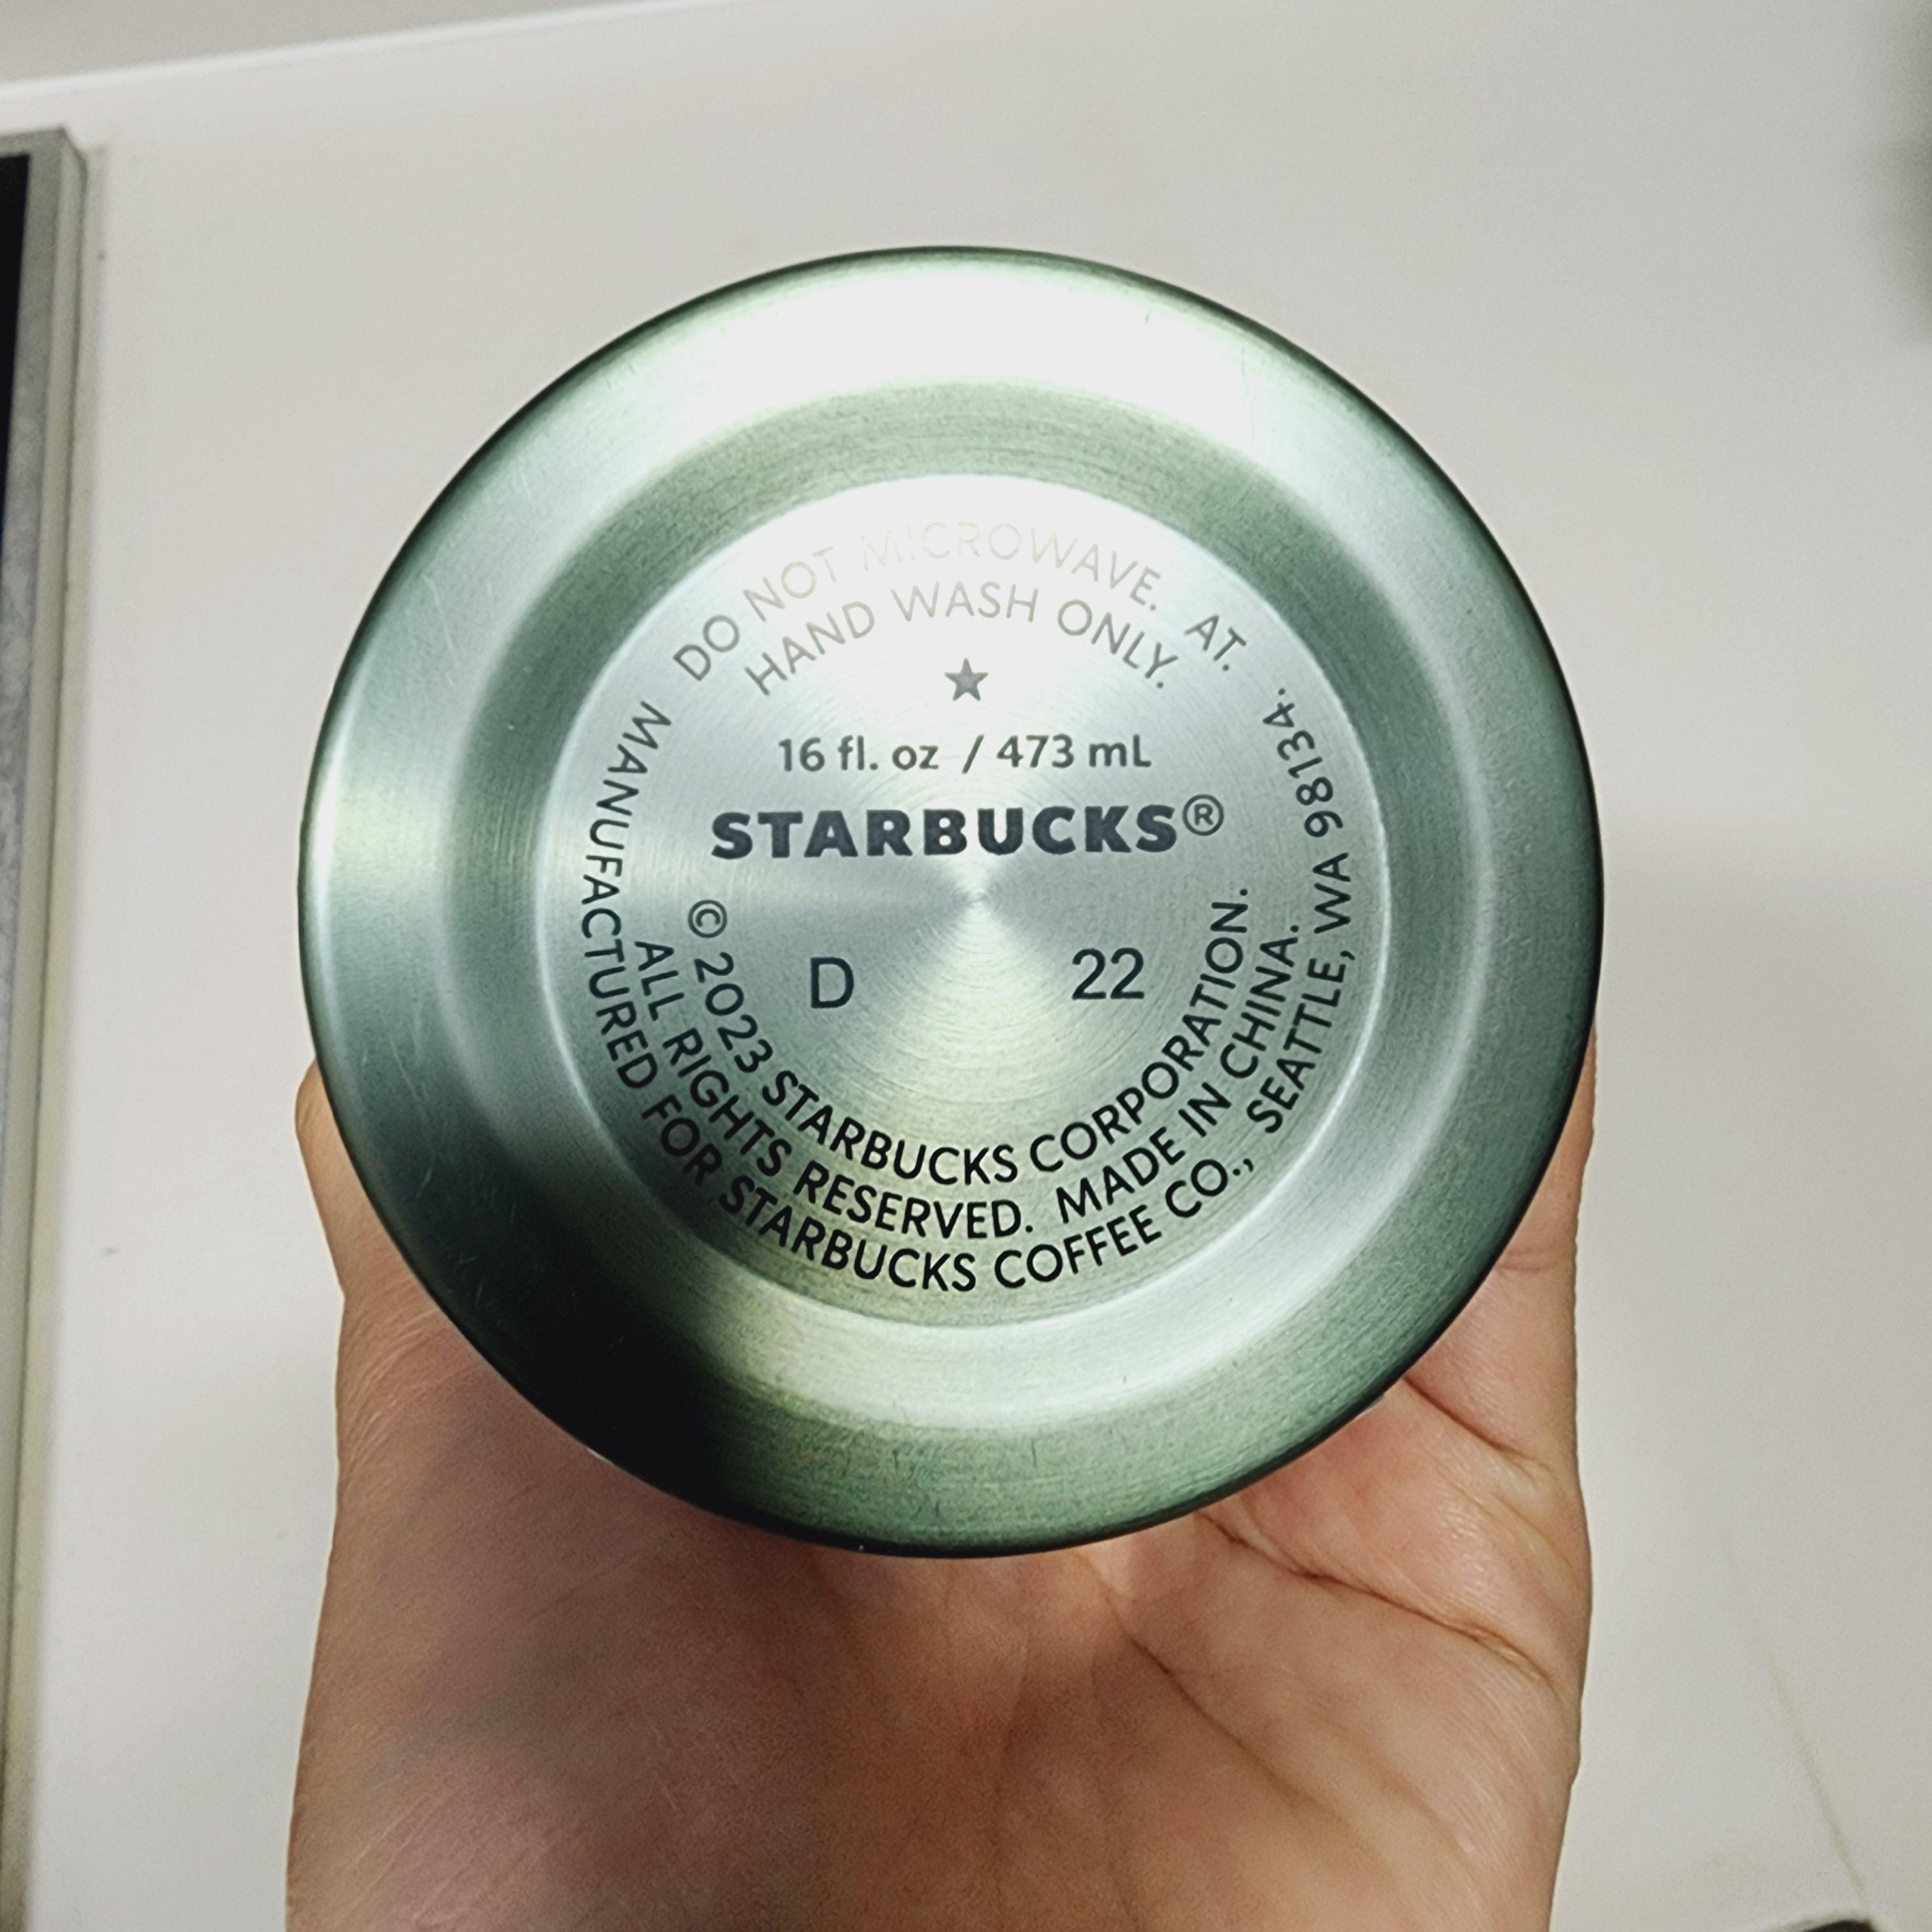 DO NOT MICROWAVE. AT.
HAND WASH ONLY.
16 fl. oz / 473 mL
STARBUCKS®
D 22
© 2023 STARBUCKS CORPORATION.
ALL RIGHTS RESERVED. MADE IN CHINA.
MANUFACTURED FOR STARBUCKS COFFEE CO., SEATTLE, WA 98134.